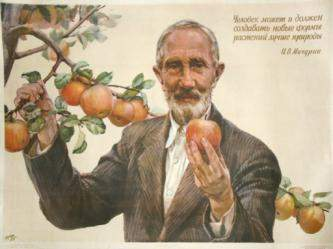 Человек может и должен
создавать новые формы
растений лучше природы
И.В. Мичурин